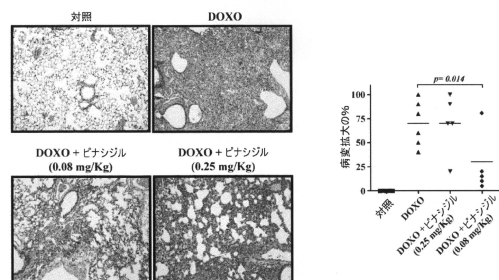 対照
DOXO
DOXO + ピナシジル
(0.08 mg/Kg)
DOXO + ピナシジル
(0.25 mg/Kg)
p= 0.014
病変拡大の%
100
75
50
25
0
対照
DOXO
DOXO + ピナシジル
(0.25 mg/Kg)
DOXO + ピナシジル
(0.08 mg/Kg)